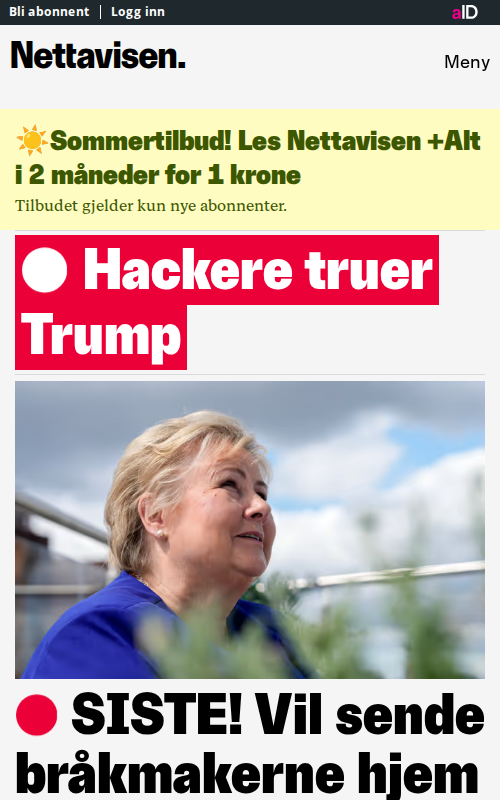 Bli abonnent | Logg inn
aID
Nettavisen.
Meny
☀️Sommertilbud! Les Nettavisen +Alt
i 2 måneder for 1 krone
Tilbudet gjelder kun nye abonnenter.
Hackere truer
Trump
SISTE! Vil sende
bråkmakerne hjem